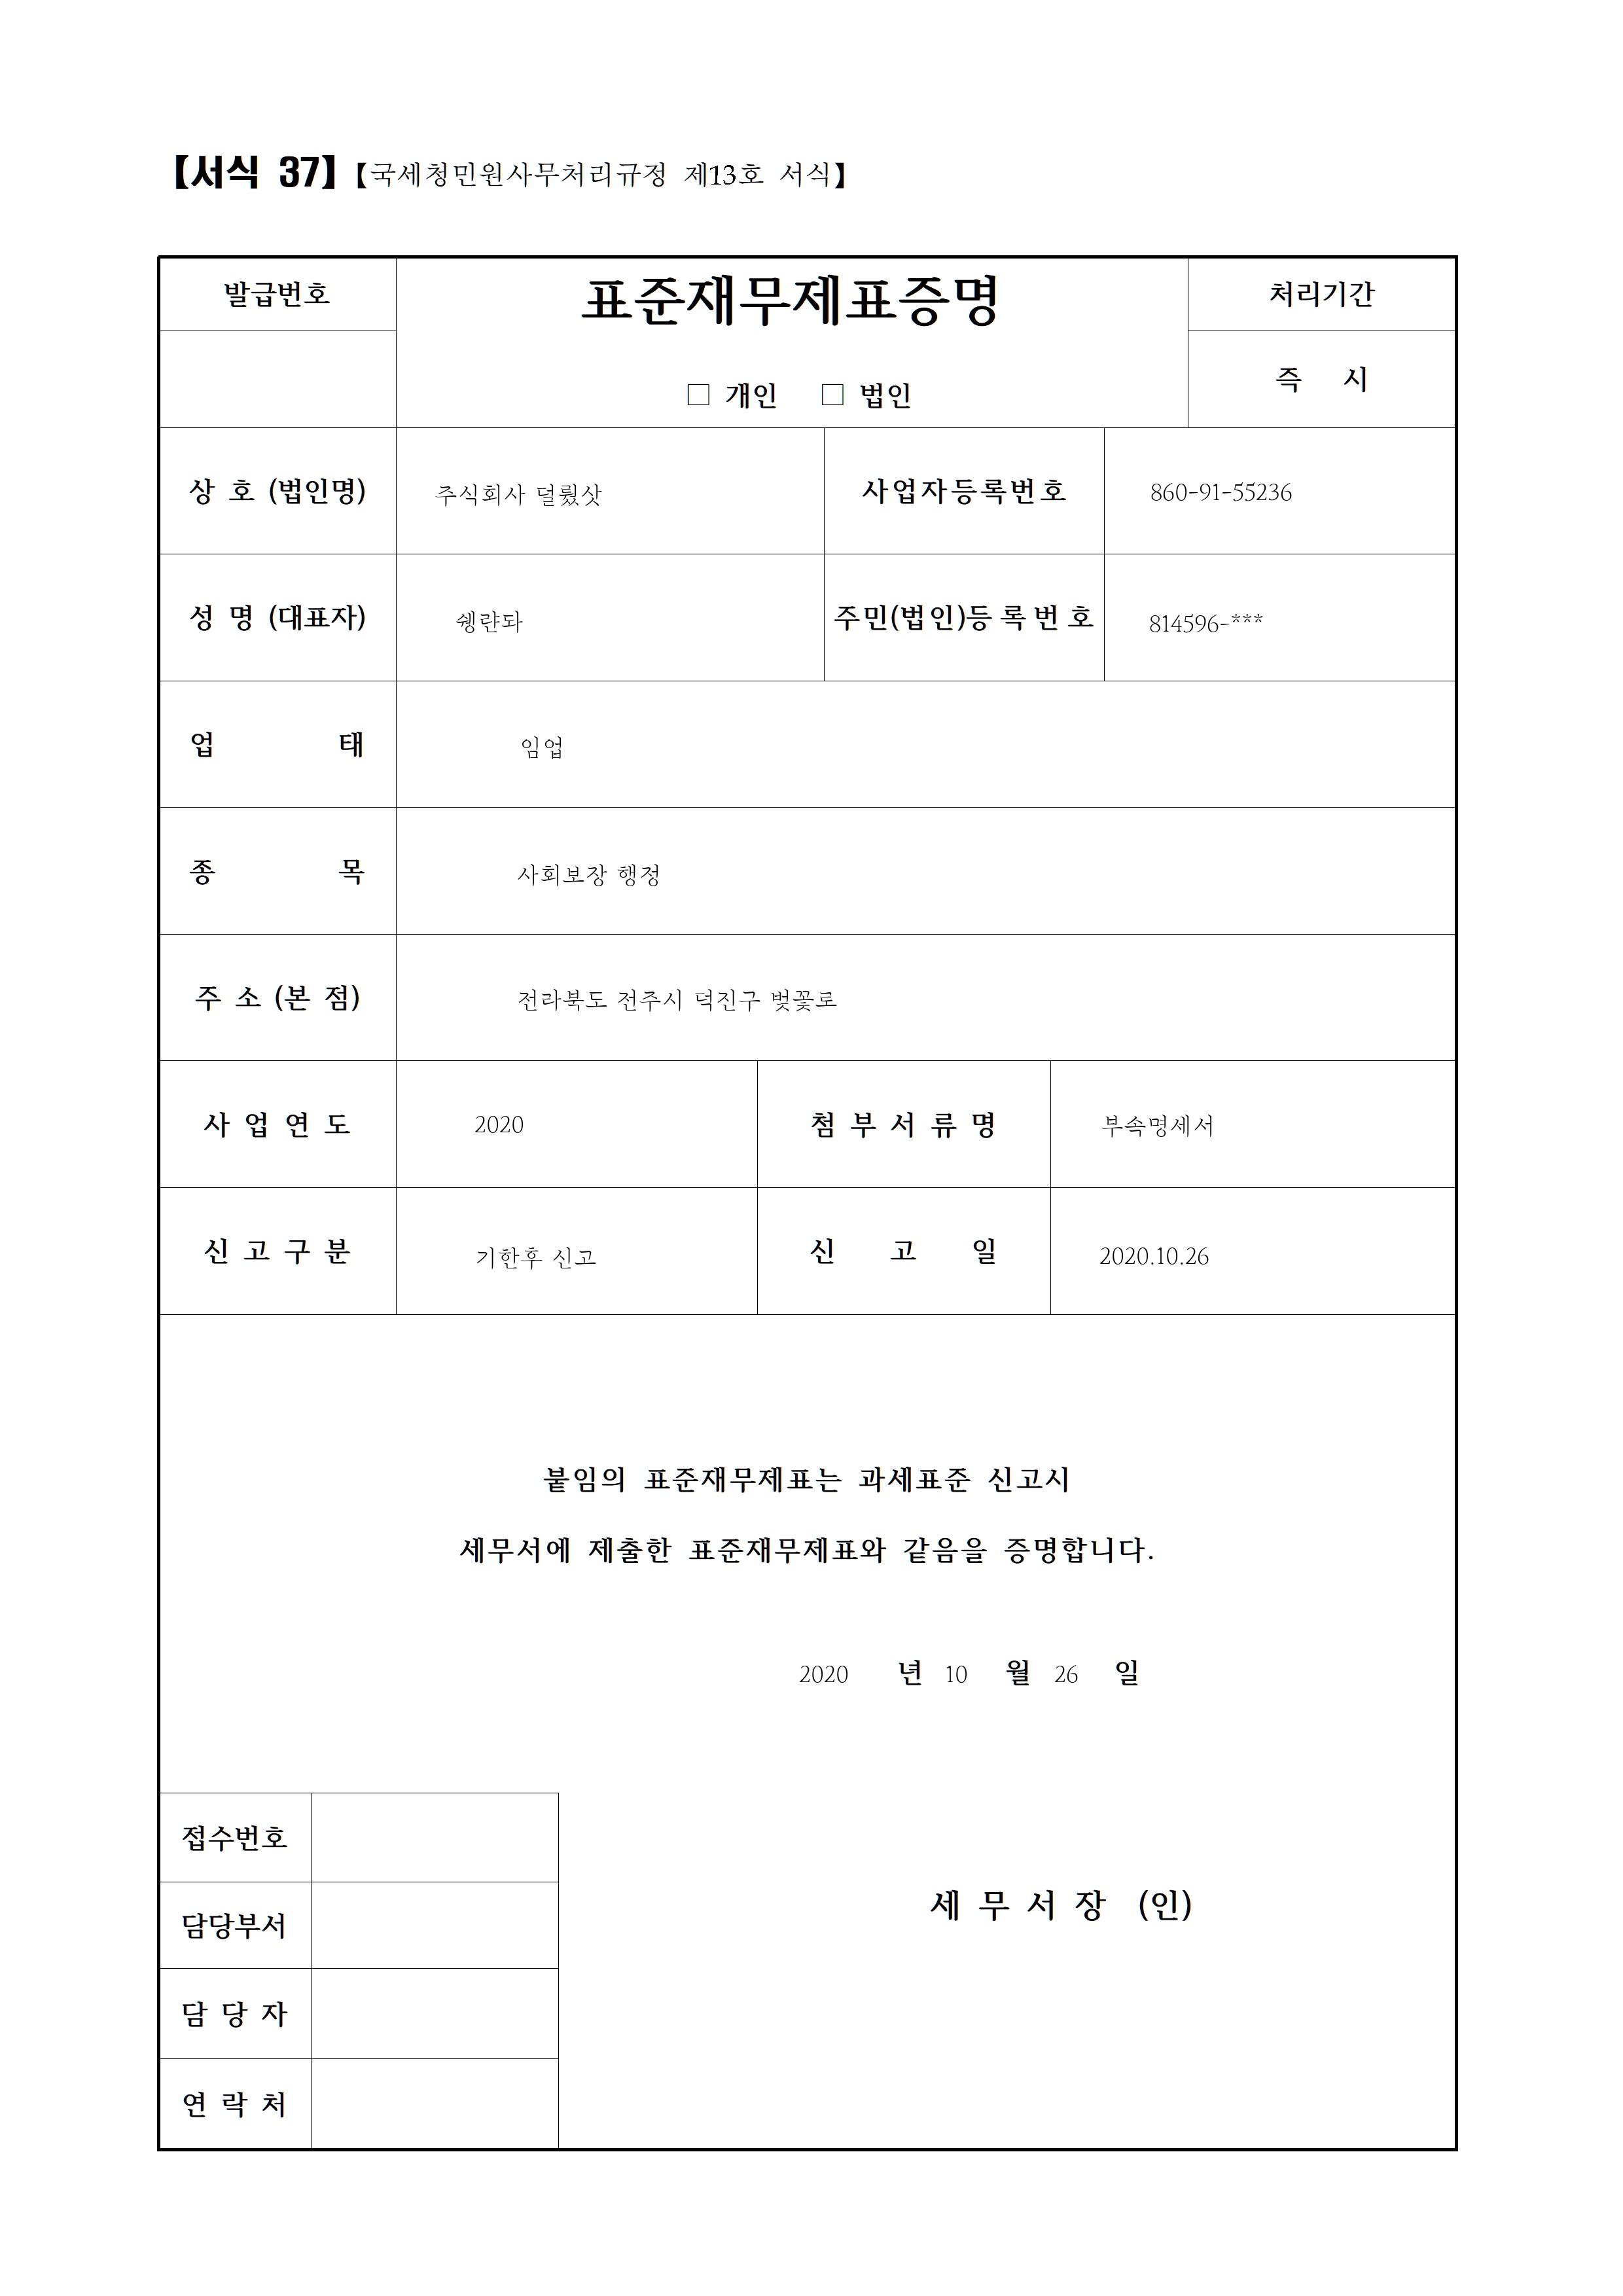 【서식 37】【국세청민원사무처리규정 제13호 서식】
발급번호
표준재무제표증명
처리기간
□ 개인 □ 법인
즉 시
상 호 (법인명) 주식회사 덜뤘삿 사업자등록번호 860-91-55236
성 명 (대표자) 쉥럊돠 주민(법인)등록번호 814596-***
업 태 임업
종 목 사회보장 행정
주 소 (본 점) 전라북도 전주시 덕진구 벚꽃로
사 업 연 도 2020 첨 부 서 류 명 부속명세서
신 고 구 분 기한후 신고 신 고 일 2020.10.26
붙임의 표준재무제표는 과세표준 신고시
세무서에 제출한 표준재무제표와 같음을 증명합니다.
2020 년 10 월 26 일
접수번호
담당부서
세 무 서 장 (인)
담 당 자
연 락 처